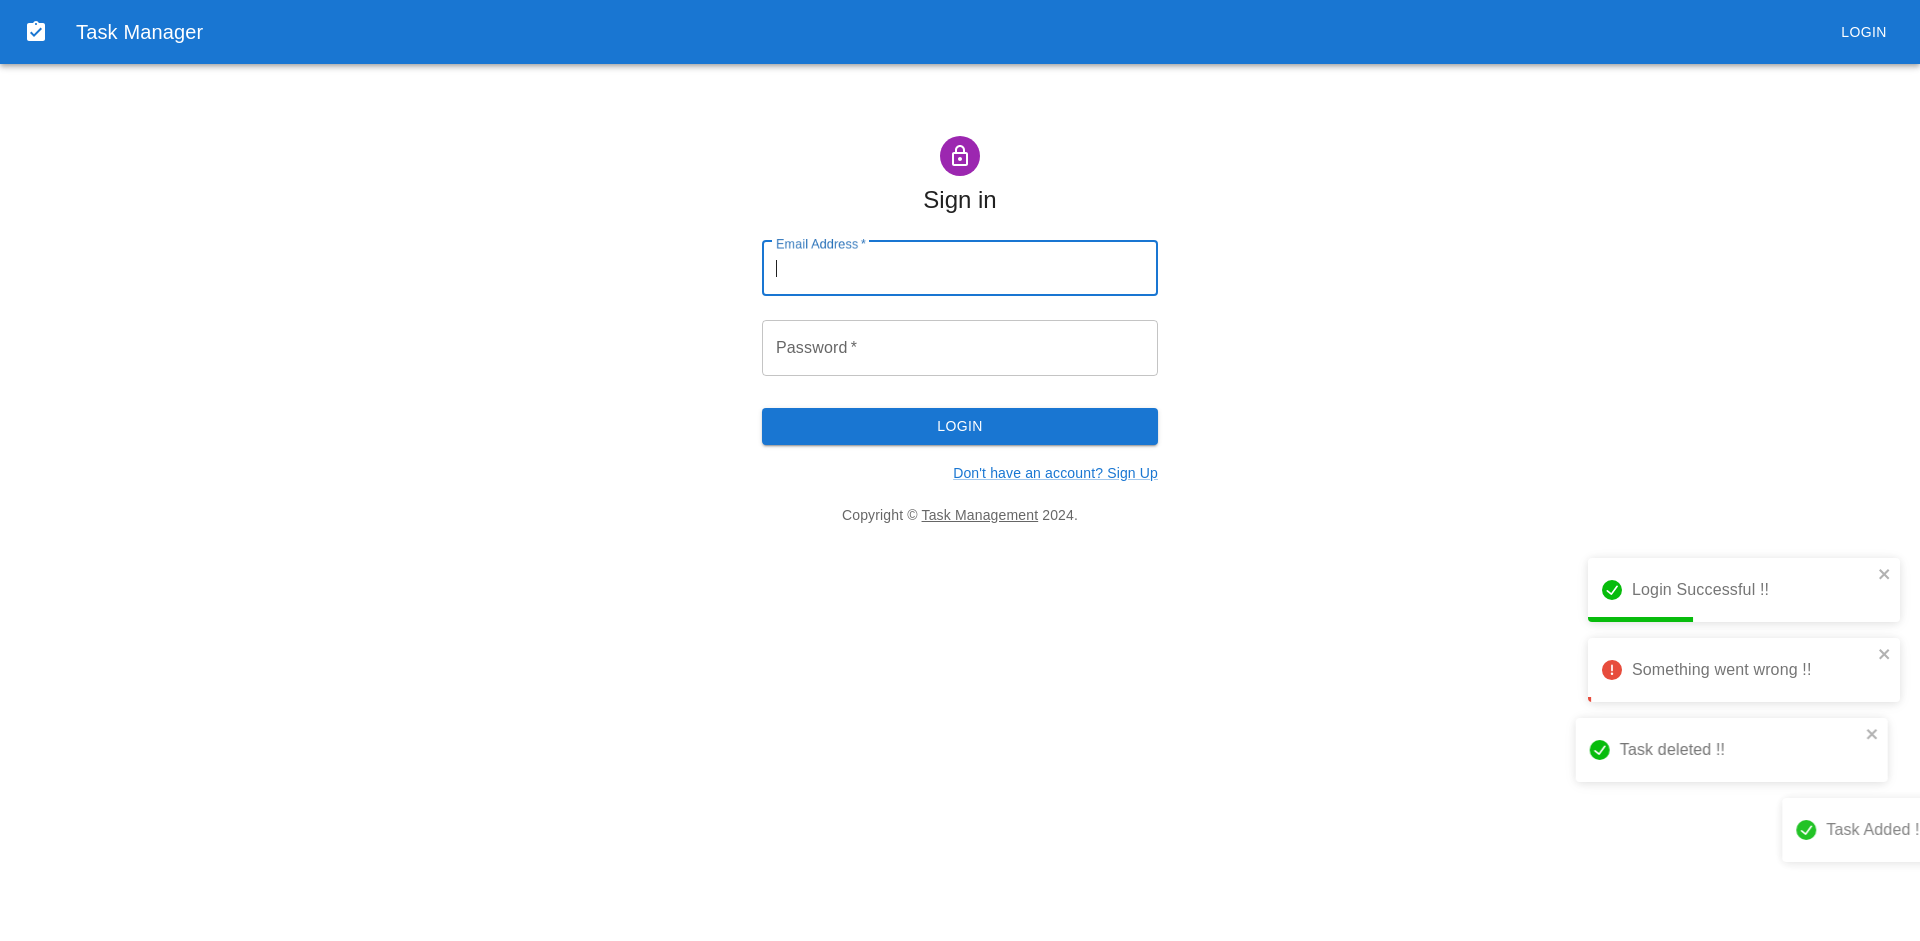 Task Manager
LOGIN
Sign in
Email Address *
Password *
LOGIN
Don't have an account? Sign Up
Copyright © Task Management 2024.
Login Successful !!
Something went wrong !!
Task deleted !!
Task Added !